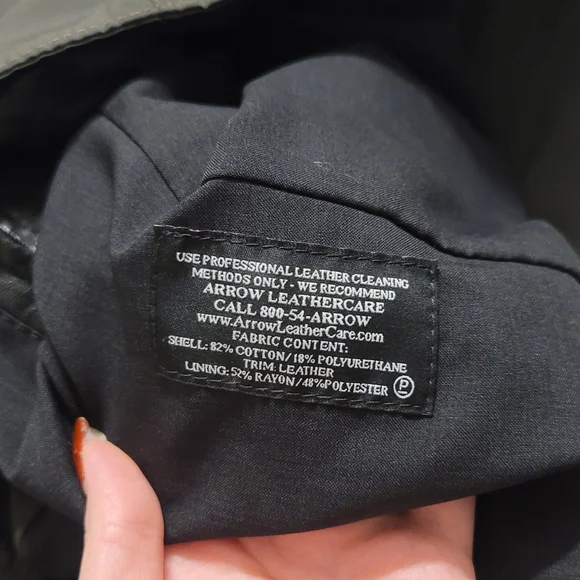 USE PROFESSIONAL LEATHER CLEANING
METHODS ONLY - WE RECOMMEND
ARROW LEATHERCARE
CALL 800-54-ARROW
www.ArrowLeatherCare.com
FABRIC CONTENT:
SHELL: 82% COTTON/18% POLYURETHANE
TRIM: LEATHER
LINING: 52% RAYON/48%POLYESTER P